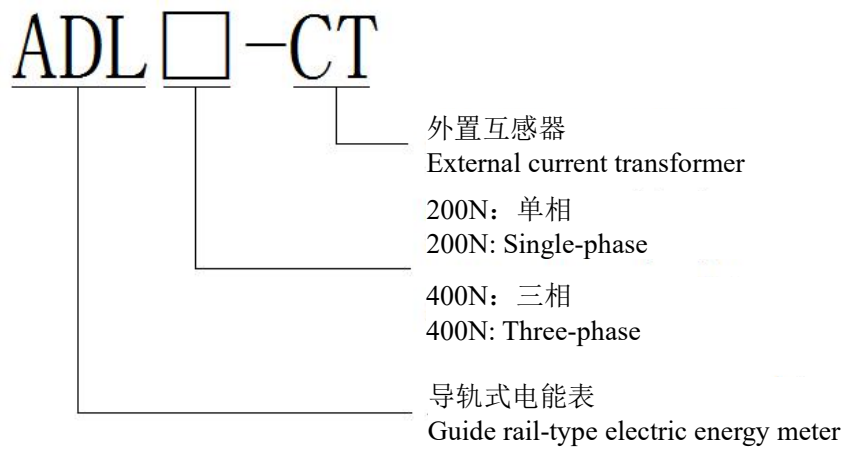 ADL□-CT
外置互感器
External current transformer
200N：单相
200N: Single-phase
400N：三相
400N: Three-phase
导轨式电能表
Guide rail-type electric energy meter